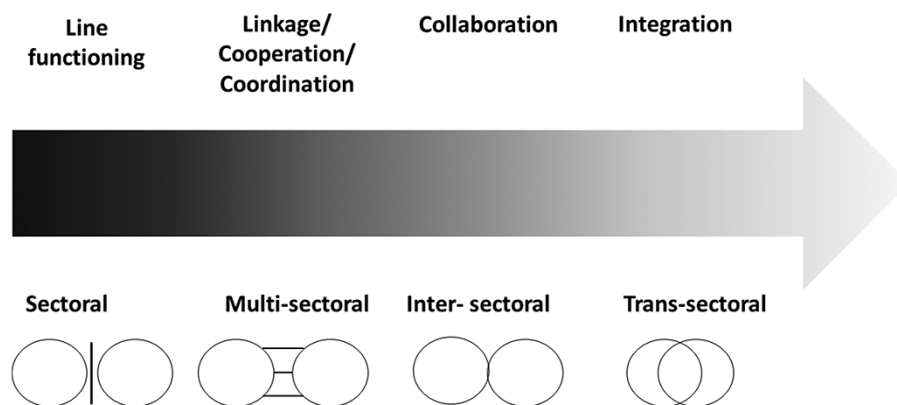 Line
functioning
Linkage/
Cooperation/
Coordination
Collaboration
Integration
Sectoral
Multi-sectoral
Inter- sectoral
Trans-sectoral